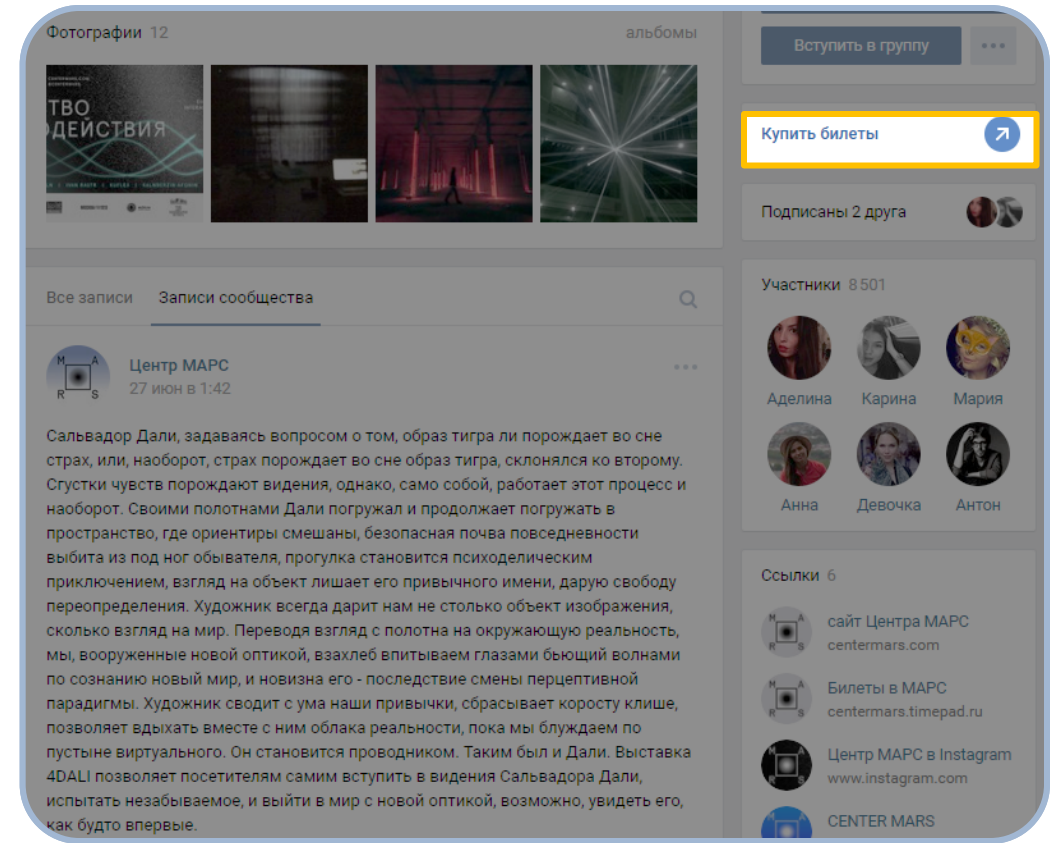 Фотографии 12
альбомы
ТВО
ДЕЙСТВИЯ
Все записи Записи сообщества
Центр МАРС
27 июн в 1:42
M A
R S
Сальвадор Дали, задаваясь вопросом о том, образ тигра ли порождает во сне
страх, или, наоборот, страх порождает во сне образ тигра, склонялся ко второму.
Сгустки чувств порождают видения, однако, само собой, работает этот процесс и
наоборот. Своими полотнами Дали погружал и продолжает погружать в
пространство, где ориентиры смешаны, безопасная почва повседневности
выбита из под ног обывателя, прогулка становится психоделическим
приключением, взгляд на объект лишает его привычного имени, дарую свободу
переопределения. Художник всегда дарит нам не столько объект изображения,
сколько взгляд на мир. Переводя взгляд с полотна на окружающую реальность,
мы, вооруженные новой оптикой, взахлеб впитываем глазами бьющий волнами
по сознанию новый мир, и новизна его - последствие смены перцептивной
парадигмы. Художник сводит с ума наши привычки, сбрасывает коросту клише,
позволяет вдыхать вместе с ним облака реальности, пока мы блуждаем по
пустыне виртуального. Он становится проводником. Таким был и Дали. Выставка
4DALI позволяет посетителям самим вступить в видения Сальвадора Дали,
испытать незабываемое, и выйти в мир с новой оптикой, возможно, увидеть его,
как будто впервые.
Вступить в группу
Купить билеты
Подписаны 2 друга
Участники 8 501
Аделина Карина Мария
Анна Девочка Антон
Ссылки 6
M A
R S
сайт Центра МАРС
centermars.com
M A
R S
Билеты в МАРС
centermars.timepad.ru
M A
R S
Центр МАРС в Instagram
www.instagram.com
M A
CENTER MARS